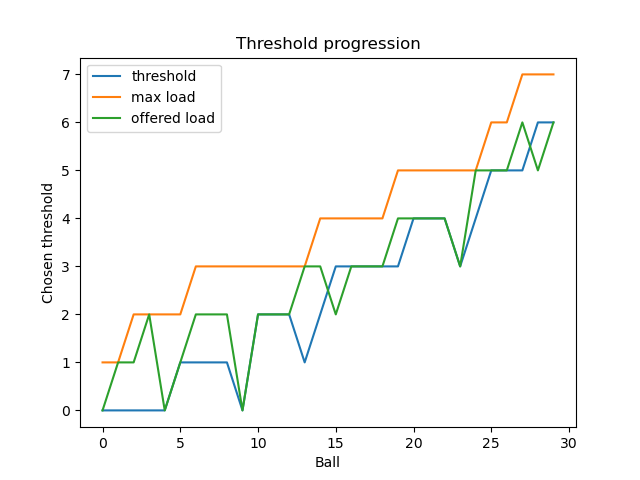 Threshold progression
threshold
max load
offered load
Chosen threshold
7
6
5
4
3
2
1
0
0 5 10 15 20 25 30
Ball